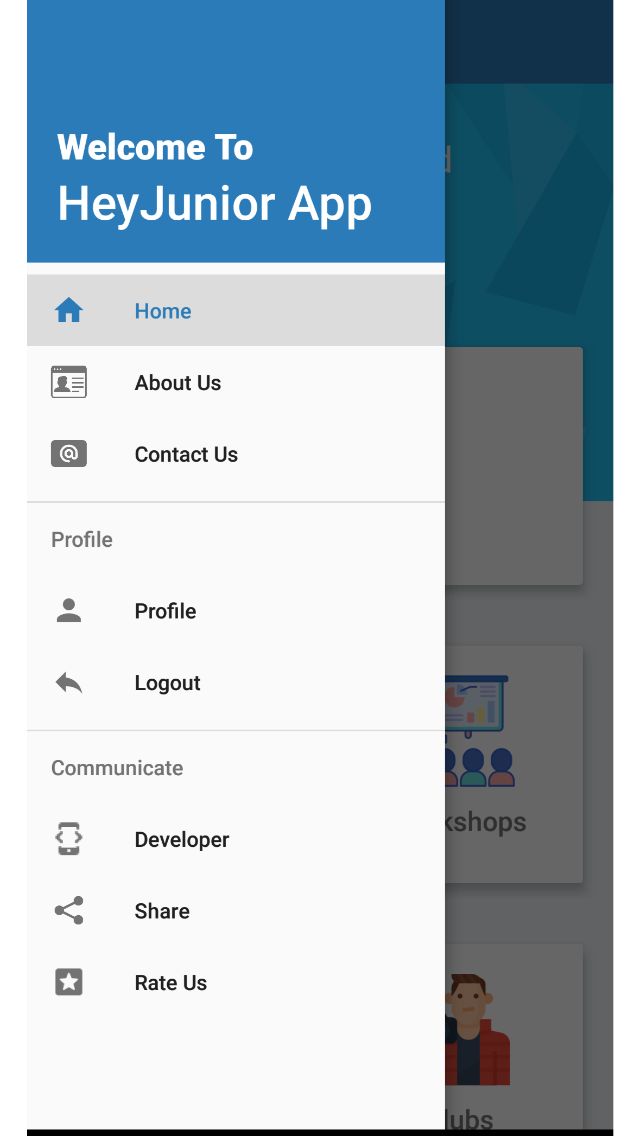 Welcome To
HeyJunior App
Home
About Us
Contact Us
Profile
Profile
Logout
Communicate
Developer
Share
Rate Us
kshops
lubs